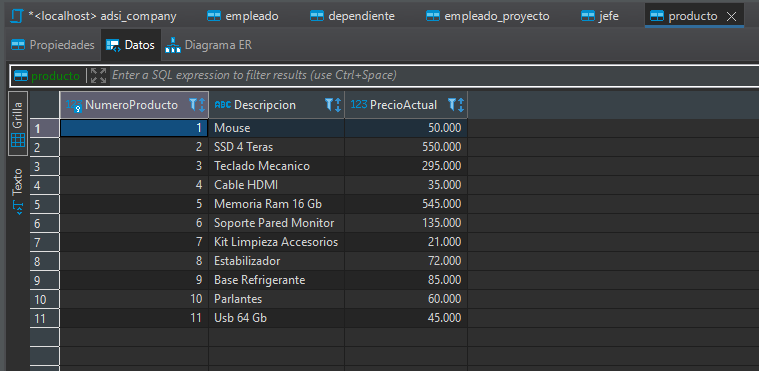 *<localhost> adsi_company empleado dependiente empleado_proyecto jefe producto
Propiedades Datos Diagrama ER
producto Enter a SQL expression to filter results (use Ctrl+Space)
Grilla
Texto
123 NumeroProducto ABC Descripcion 123 PrecioActual
1 1 Mouse 50.000
2 2 SSD 4 Teras 550.000
3 3 Teclado Mecanico 295.000
4 4 Cable HDMI 35.000
5 5 Memoria Ram 16 Gb 545.000
6 6 Soporte Pared Monitor 135.000
7 7 Kit Limpieza Accesorios 21.000
8 8 Estabilizador 72.000
9 9 Base Refrigerante 85.000
10 10 Parlantes 60.000
11 11 Usb 64 Gb 45.000